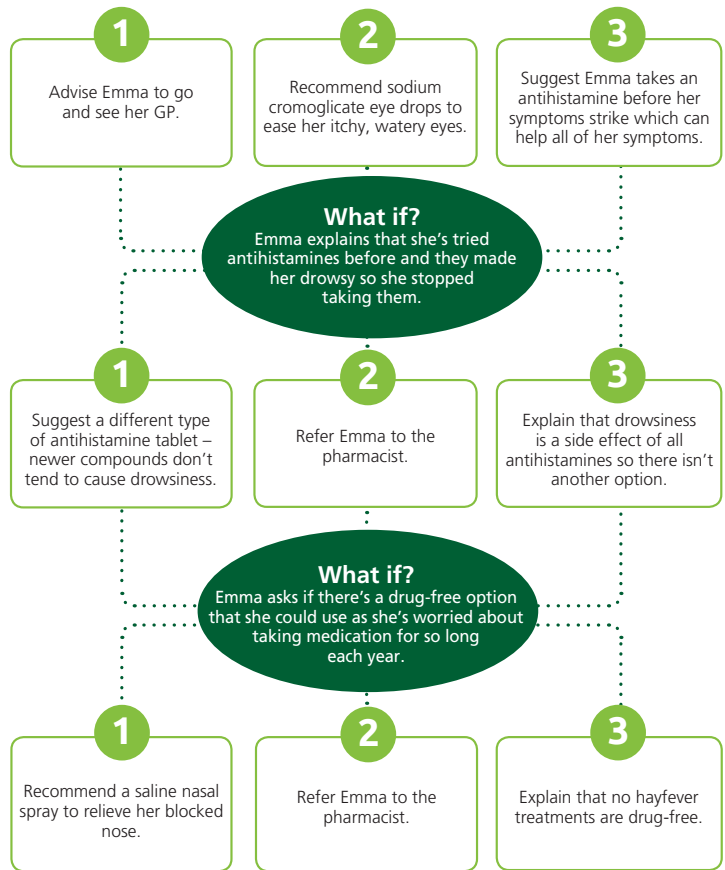 1
Advise Emma to go
and see her GP.
2
Recommend sodium
cromoglicate eye drops to
ease her itchy, watery eyes.
3
Suggest Emma takes an
antihistamine before her
symptoms strike which can
help all of her symptoms.
What if?
Emma explains that she’s tried
antihistamines before and they made
her drowsy so she stopped
taking them.
1
Suggest a different type
of antihistamine tablet –
newer compounds don’t
tend to cause drowsiness.
2
Refer Emma to the
pharmacist.
3
Explain that drowsiness
is a side effect of all
antihistamines so there isn’t
another option.
What if?
Emma asks if there’s a drug-free option
that she could use as she’s worried about
taking medication for so long
each year.
1
Recommend a saline nasal
spray to relieve her blocked
nose.
2
Refer Emma to the
pharmacist.
3
Explain that no hayfever
treatments are drug-free.